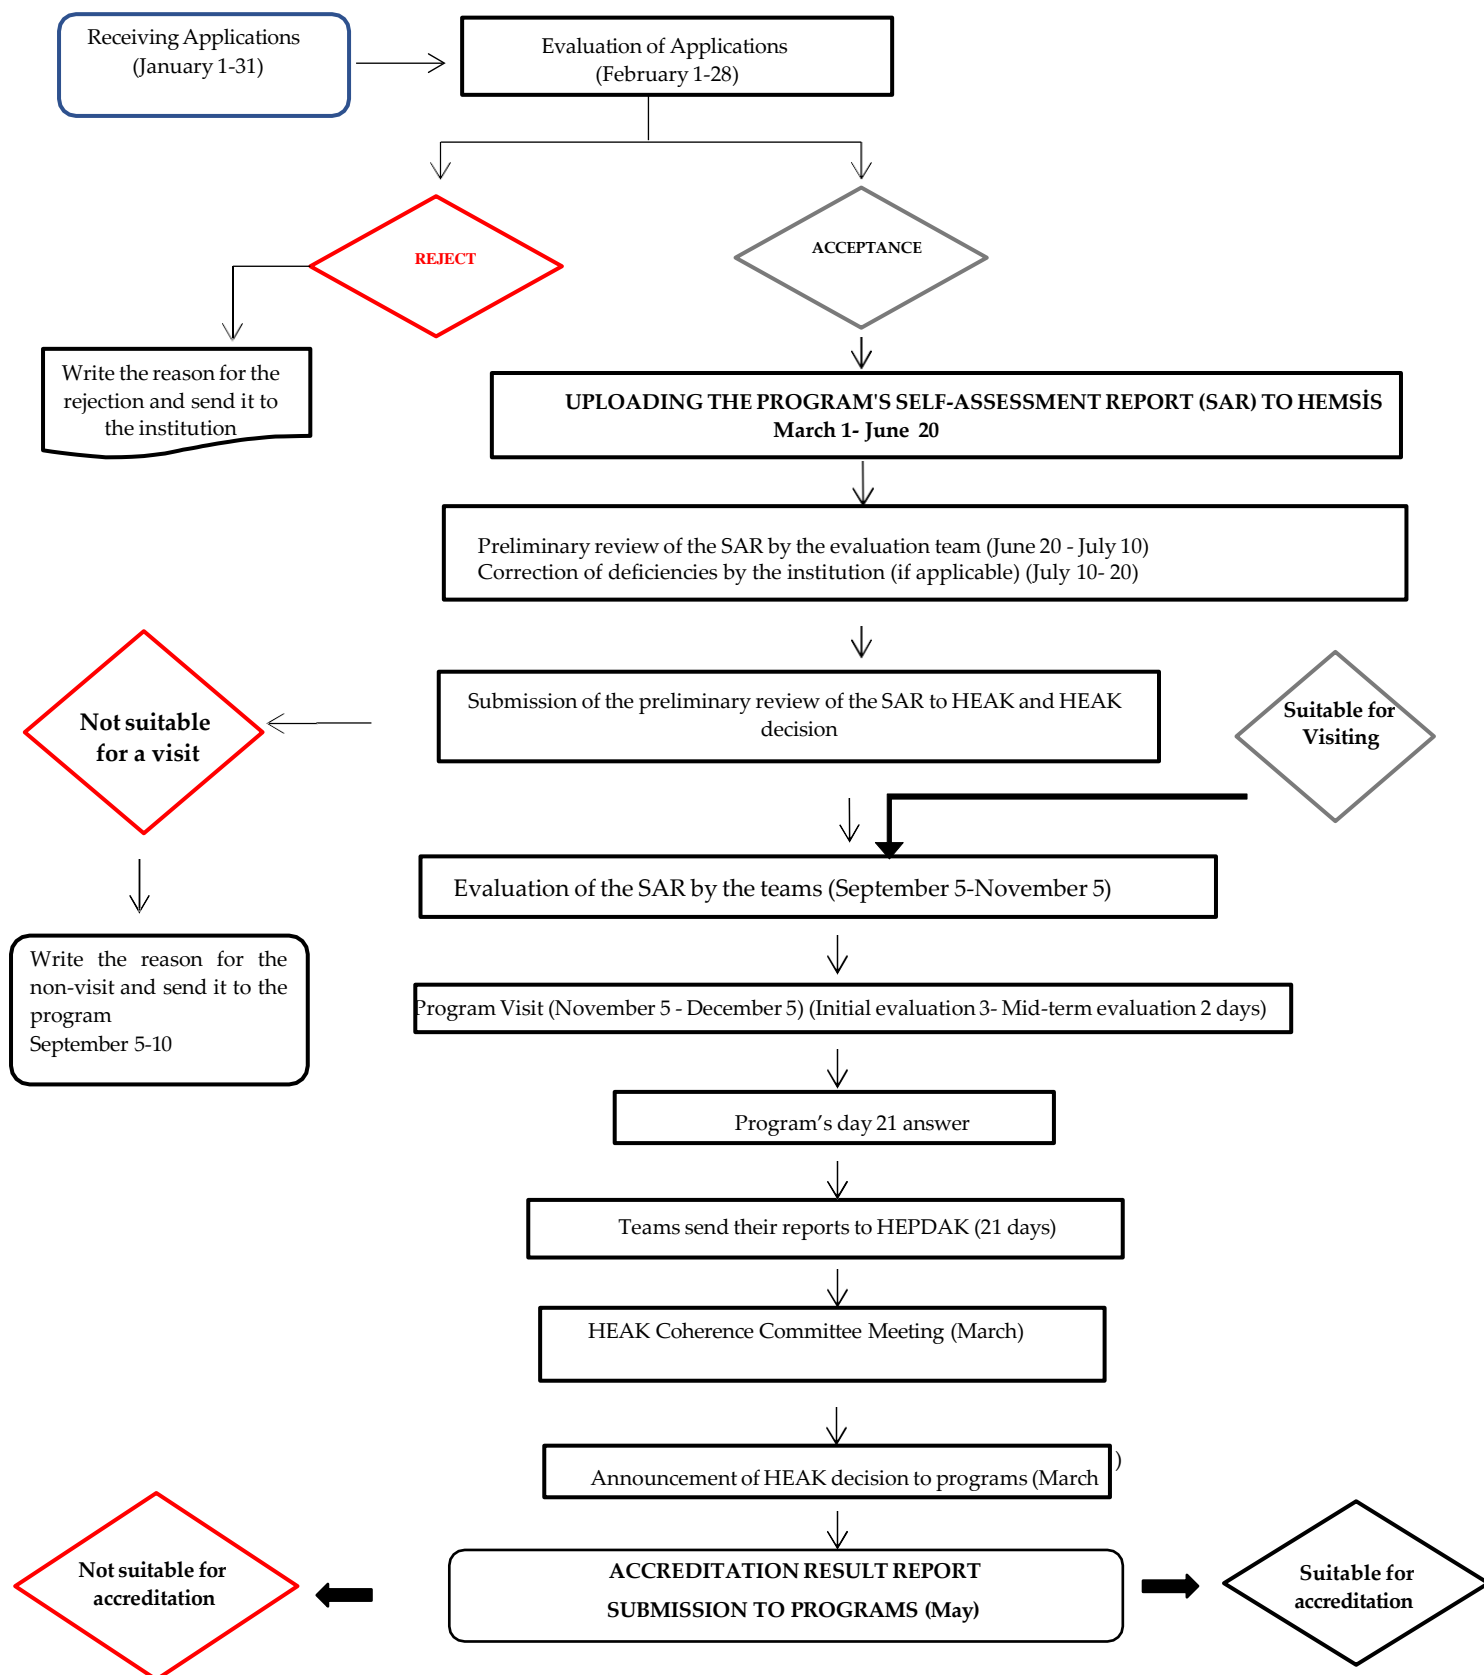 Receiving Applications
(January 1-31)
Evaluation of Applications
(February 1-28)
REJECT
ACCEPTANCE
Write the reason for the
rejection and send it to
the institution
UPLOADING THE PROGRAM'S SELF-ASSESSMENT REPORT (SAR) TO HEMSİS
March 1- June 20
Preliminary review of the SAR by the evaluation team (June 20 - July 10)
Correction of deficiencies by the institution (if applicable) (July 10- 20)
Not suitable
for a visit
Submission of the preliminary review of the SAR to HEAK and HEAK
decision
Suitable for
Visiting
Evaluation of the SAR by the teams (September 5-November 5)
Write the reason for the
non-visit and send it to the
program
September 5-10
Program Visit (November 5 - December 5) (Initial evaluation 3- Mid-term evaluation 2 days)
Program’s day 21 answer
Teams send their reports to HEPDAK (21 days)
HEAK Coherence Committee Meeting (March)
Announcement of HEAK decision to programs (March)
Not suitable for
accreditation
ACCREDITATION RESULT REPORT
SUBMISSION TO PROGRAMS (May)
Suitable for
accreditation